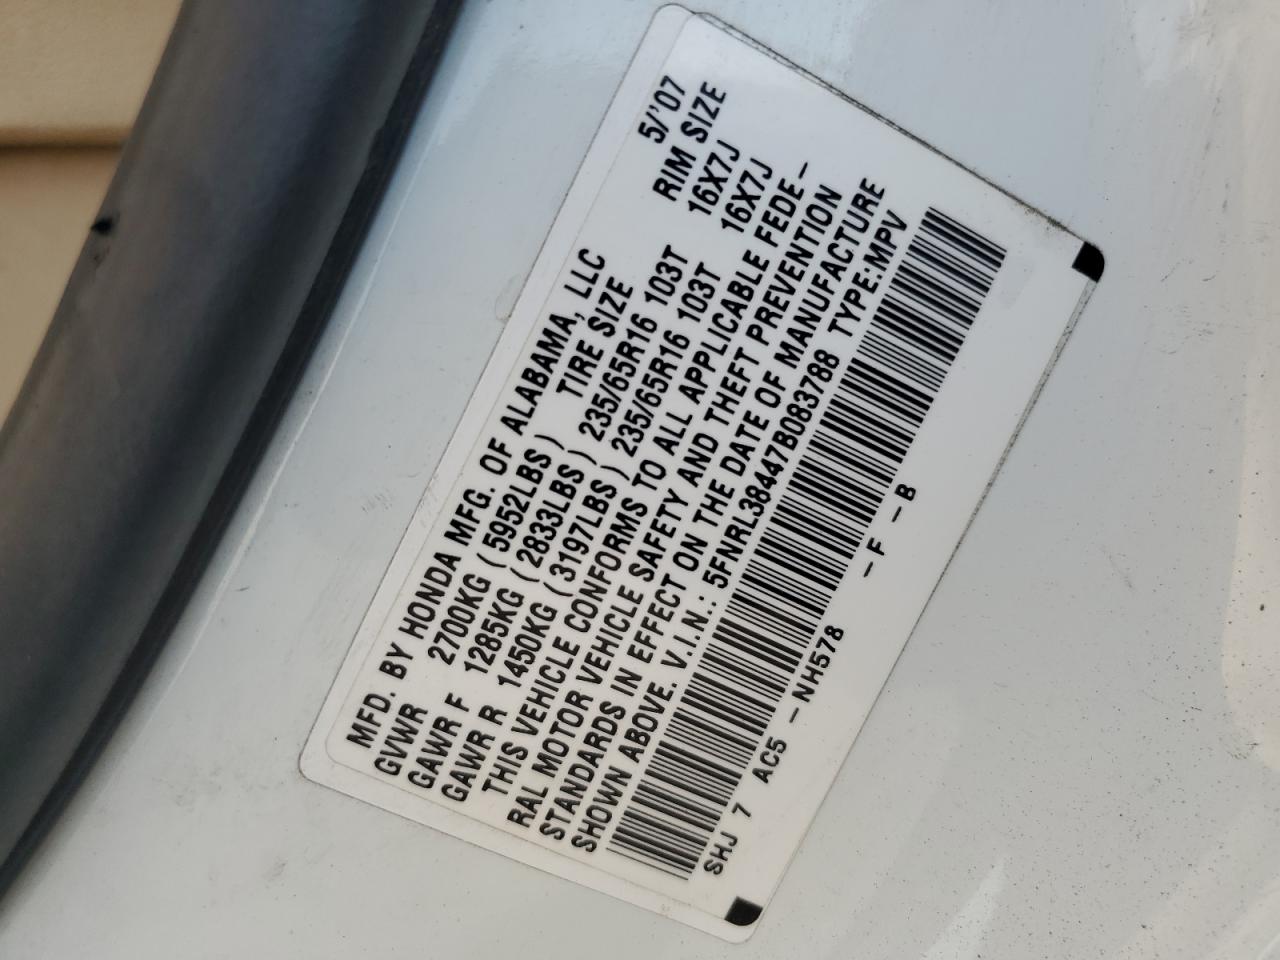 MFD. BY HONDA MFG. OF ALABAMA, LLC 5/'07
TIRE SIZE RIM SIZE
GVWR 2700KG (5952LBS)
GAWR F 1285KG (2833LBS) 235/65R16 103T 16X7J
GAWR R 1450KG (3197LBS) 235/65R16 103T 16X7J
THIS VEHICLE CONFORMS TO ALL APPLICABLE FEDE-
RAL MOTOR VEHICLE SAFETY AND THEFT PREVENTION
STANDARDS IN EFFECT ON THE DATE OF MANUFACTURE
SHOWN ABOVE. V.I.N.: 5FNRL38447B083788 TYPE:MPV
SHJ 7 AC5 -NH578 -F -B